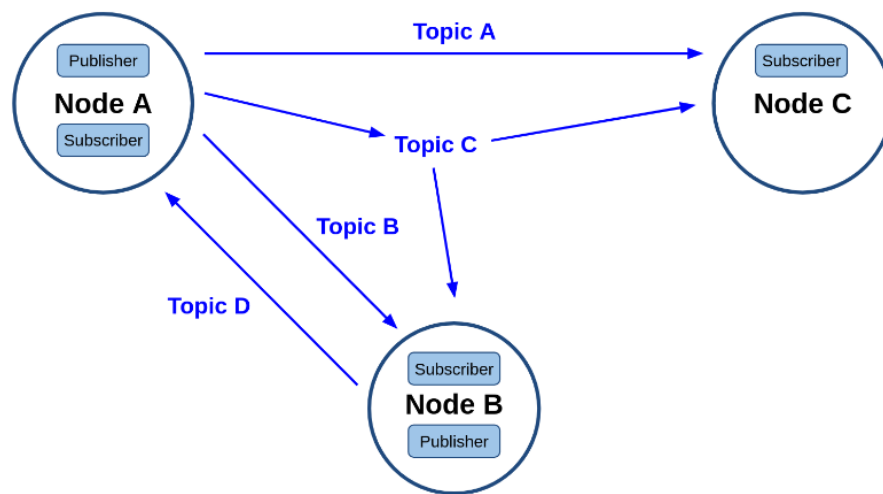 Topic A
Publisher
Node A
Subscriber
Subscriber
Node C
Topic C
Topic B
Topic D
Subscriber
Node B
Publisher